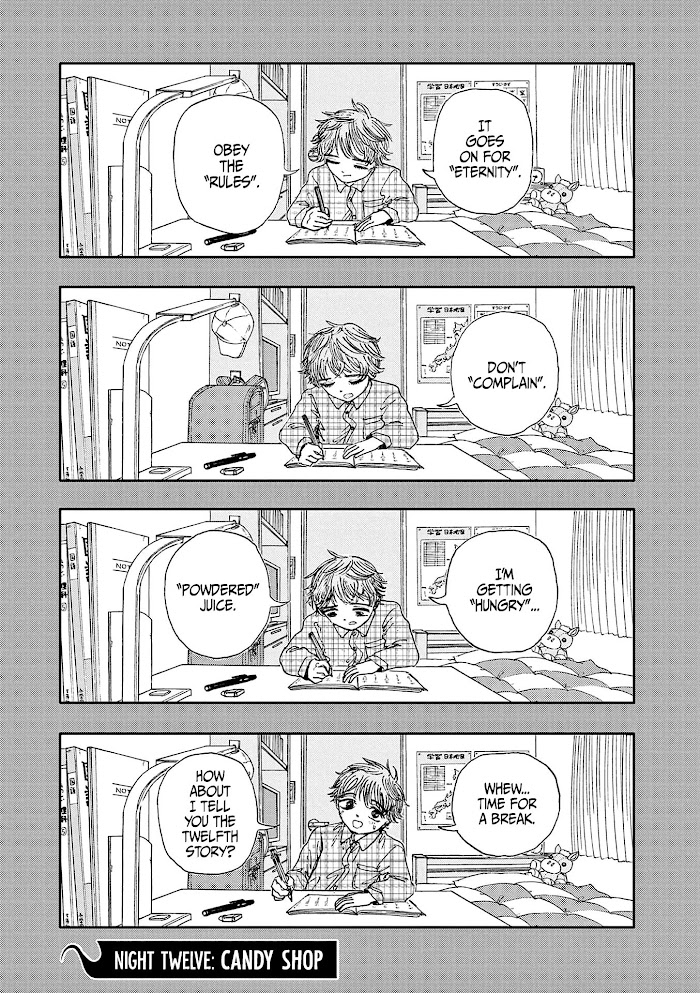 IT
GOES
ON FOR
"ETERNITY".
OBEY
THE
"RULES".
DON'T
"COMPLAIN".
I'M
GETTING
"HUNGRY"...
"POWDERED"
JUICE.
WHEW...
TIME FOR
A BREAK.
HOW
ABOUT
I TELL
YOU THE
TWELFTH
STORY?
NIGHT TWELVE: CANDY SHOP